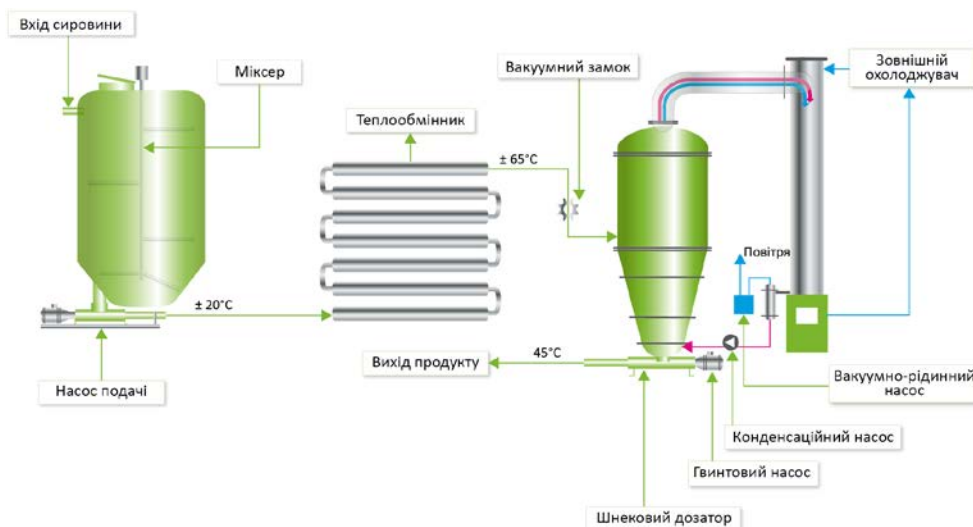 Вхід сировини
Міксер
Теплообмінник
± 65°C
Вакуумний замок
Зовнішній
охолоджувач
Повітря
± 20°C
Насос подачі
Вихід продукту
45°C
Вакуумно-рідинний
насос
Конденсаційний насос
Гвинтовий насос
Шнековий дозатор